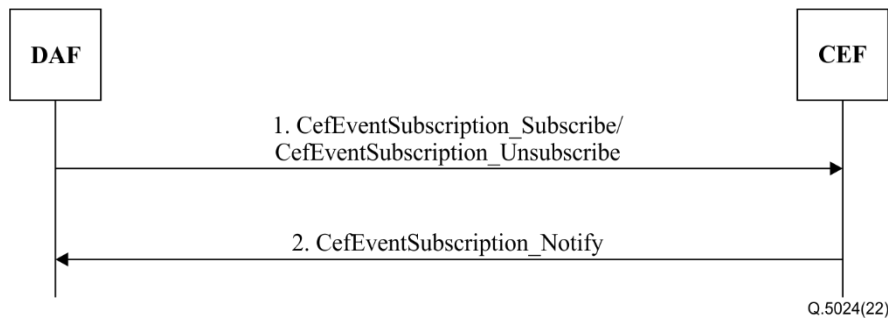 DAF
CEF
1. CefEventSubscription_Subscribe/
CefEventSubscription_Unsubscribe
2. CefEventSubscription_Notify
Q.5024(22)